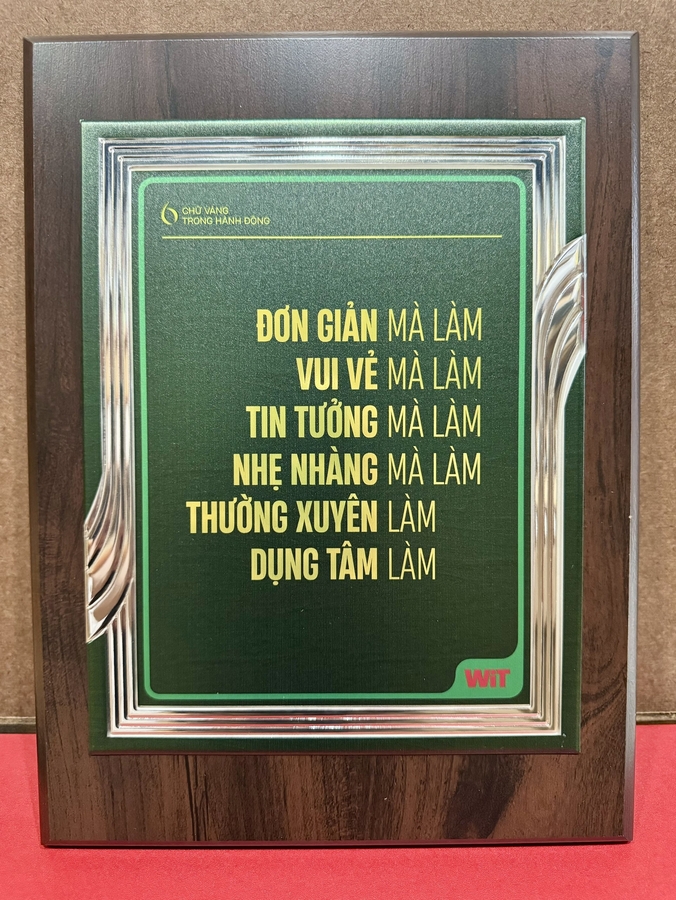 6 CHỮ VÀNG
TRONG HÀNH ĐỘNG
ĐƠN GIẢN MÀ LÀM
VUI VẺ MÀ LÀM
TIN TƯỞNG MÀ LÀM
NHẸ NHÀNG MÀ LÀM
THƯỜNG XUYÊN LÀM
DỤNG TÂM LÀM
WIT